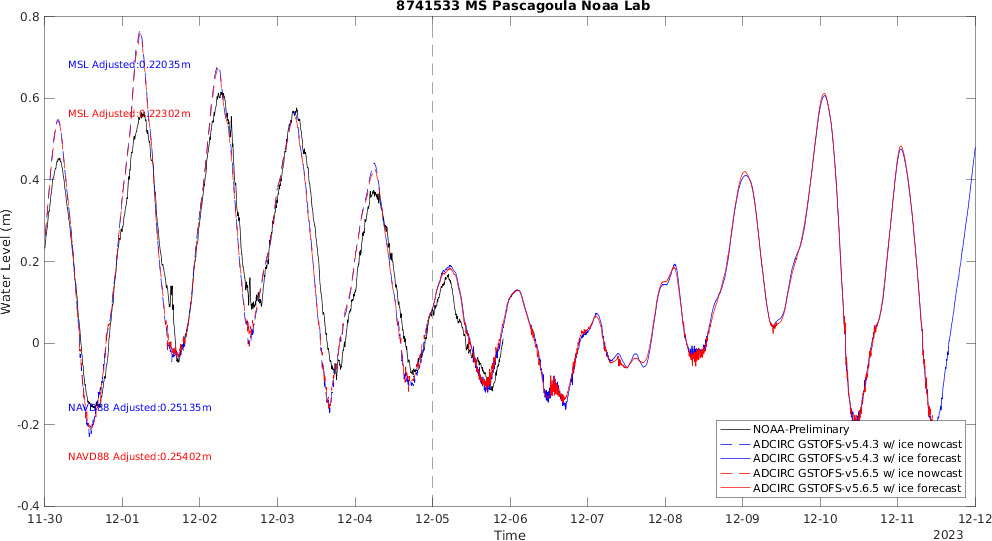 8741533 MS Pascagoula Noaa Lab
0.8
0.6
0.4
0.2
0
-0.2
-0.4
Water Level (m)
MSL Adjusted:0.22035m
MSL Adjusted:0.22302m
NAVD88 Adjusted:0.25135m
NAVD88 Adjusted:0.25402m
NOAA-Preliminary
ADCIRC GSTOFS-v5.4.3 w/ ice nowcast
ADCIRC GSTOFS-v5.4.3 w/ ice forecast
ADCIRC GSTOFS-v5.6.5 w/ ice nowcast
ADCIRC GSTOFS-v5.6.5 w/ ice forecast
11-30 12-01 12-02 12-03 12-04 12-05 12-06 12-07 12-08 12-09 12-10 12-11 12-12
Time
2023